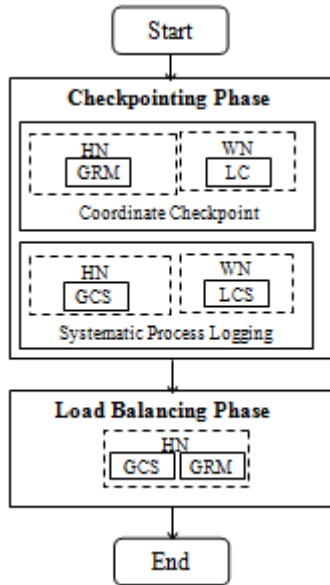 Start
Checkpointing Phase
HN WN
GRM LC
Coordinate Checkpoint
HN WN
GCS LCS
Systematic Process Logging
Load Balancing Phase
HN
GCS GRM
End